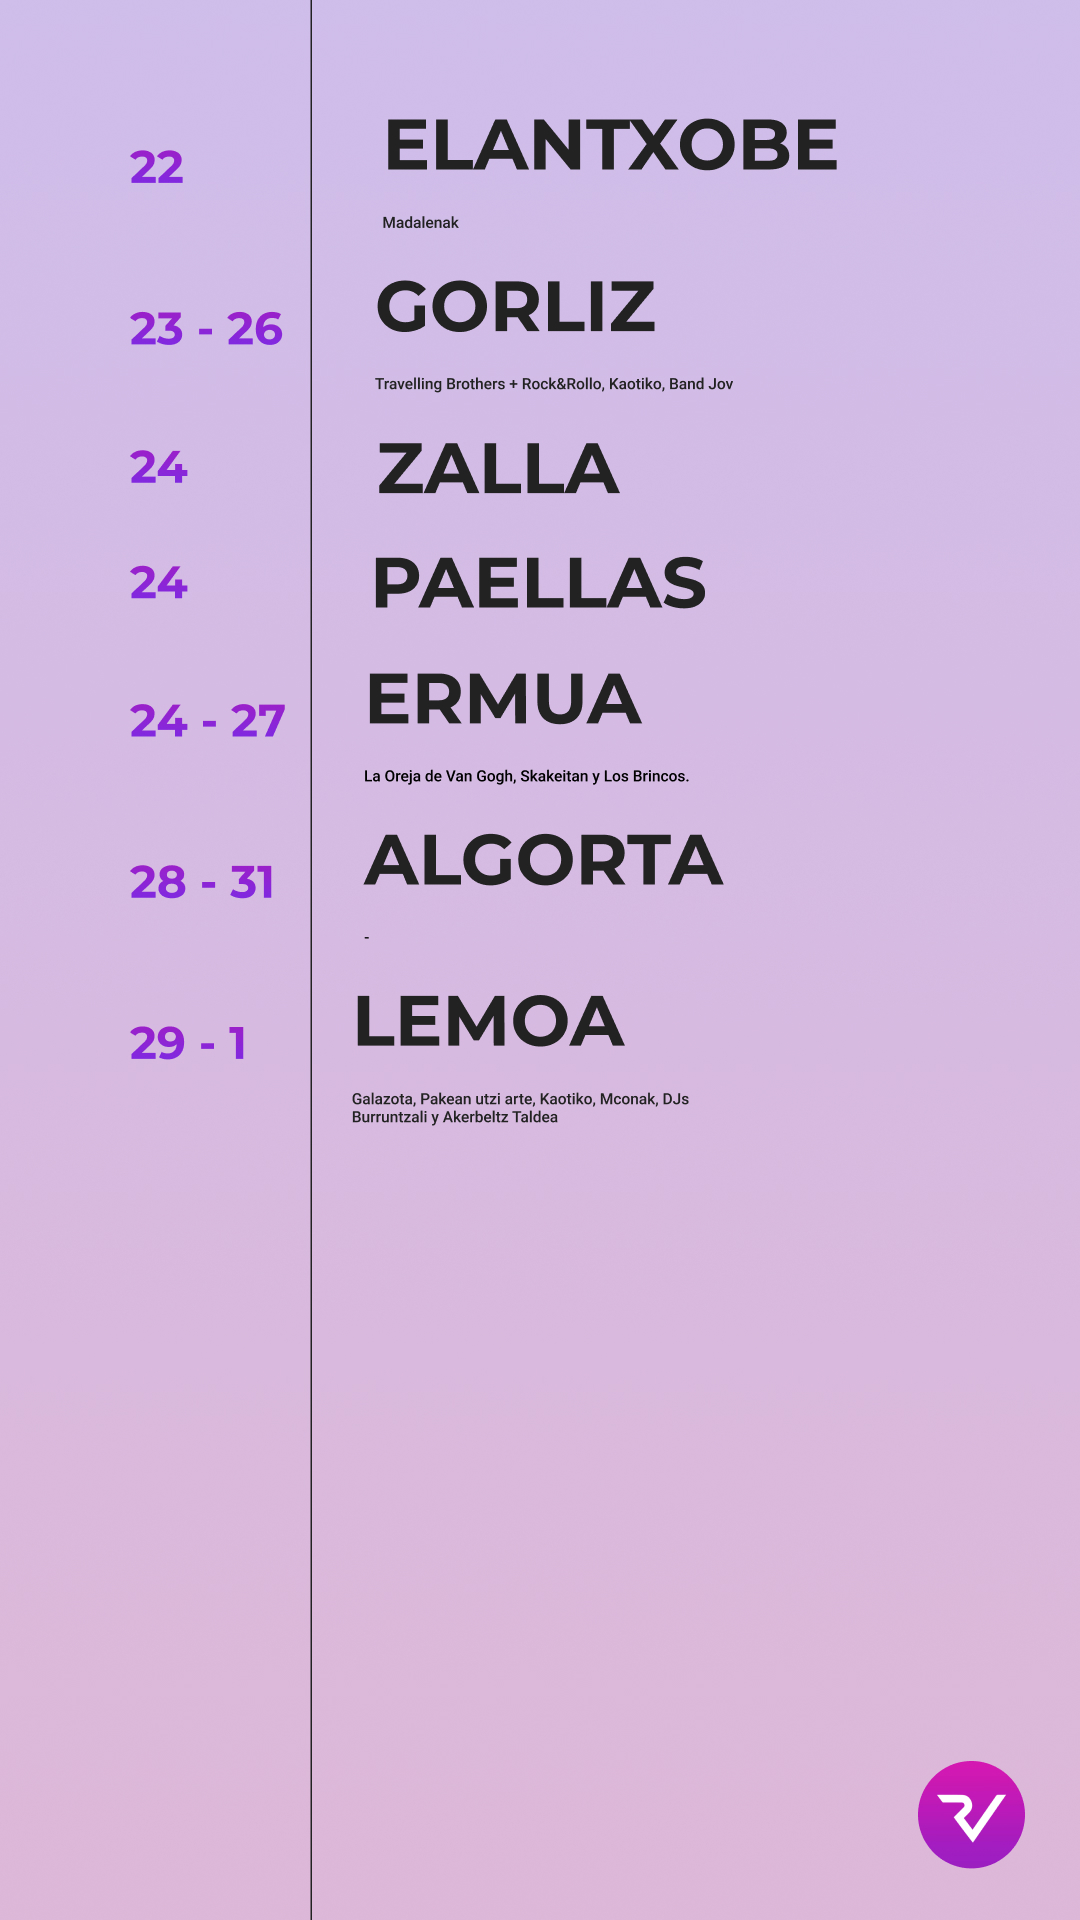 22
ELANTXOBE
Madalenak
23 - 26
GORLIZ
Travelling Brothers + Rock&Rollo, Kaotiko, Band Jov
24
ZALLA
24
PAELLAS
24 - 27
ERMUA
La Oreja de Van Gogh, Skakeitan y Los Brincos.
28 - 31
ALGORTA
-
29 - 1
LEMOA
Galazota, Pakean utzi arte, Kaotiko, Mconak, DJs
Burruntzali y Akerbeltz Taldea
RV